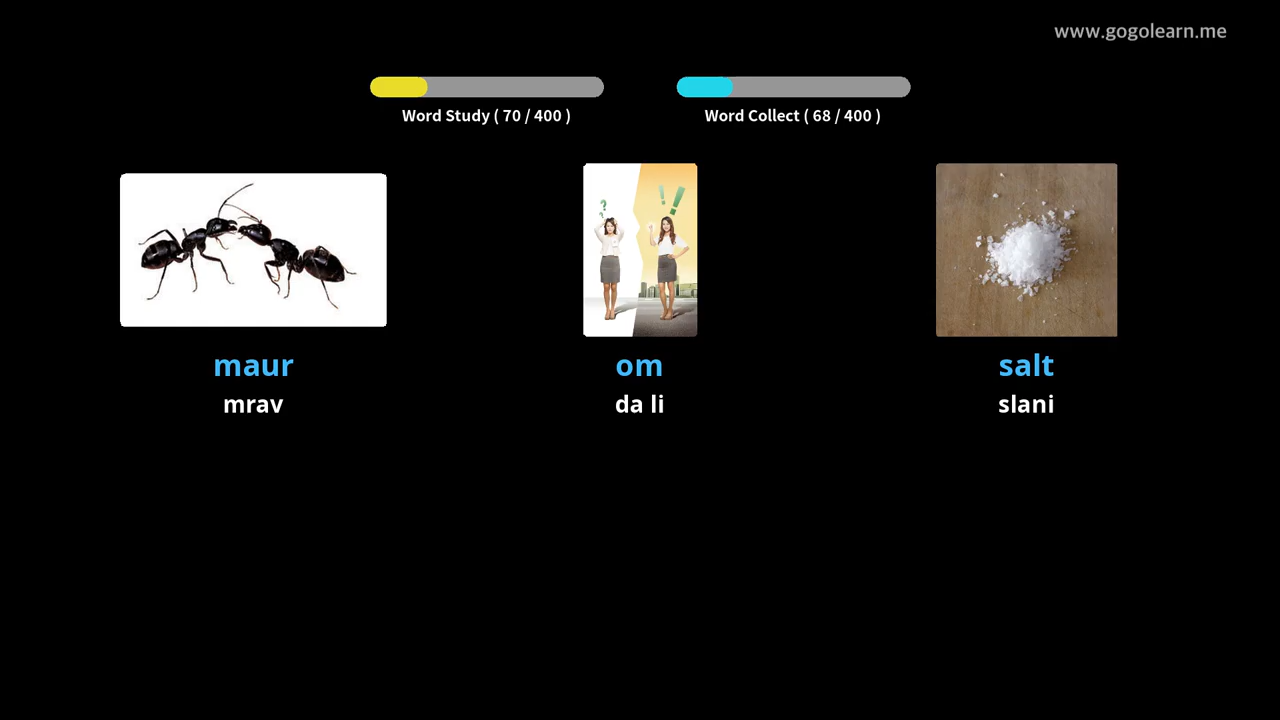 www.gogolearn.me
Word Study ( 70 / 400 )
Word Collect ( 68 / 400 )
maur
om
salt
mrav
da li
slani